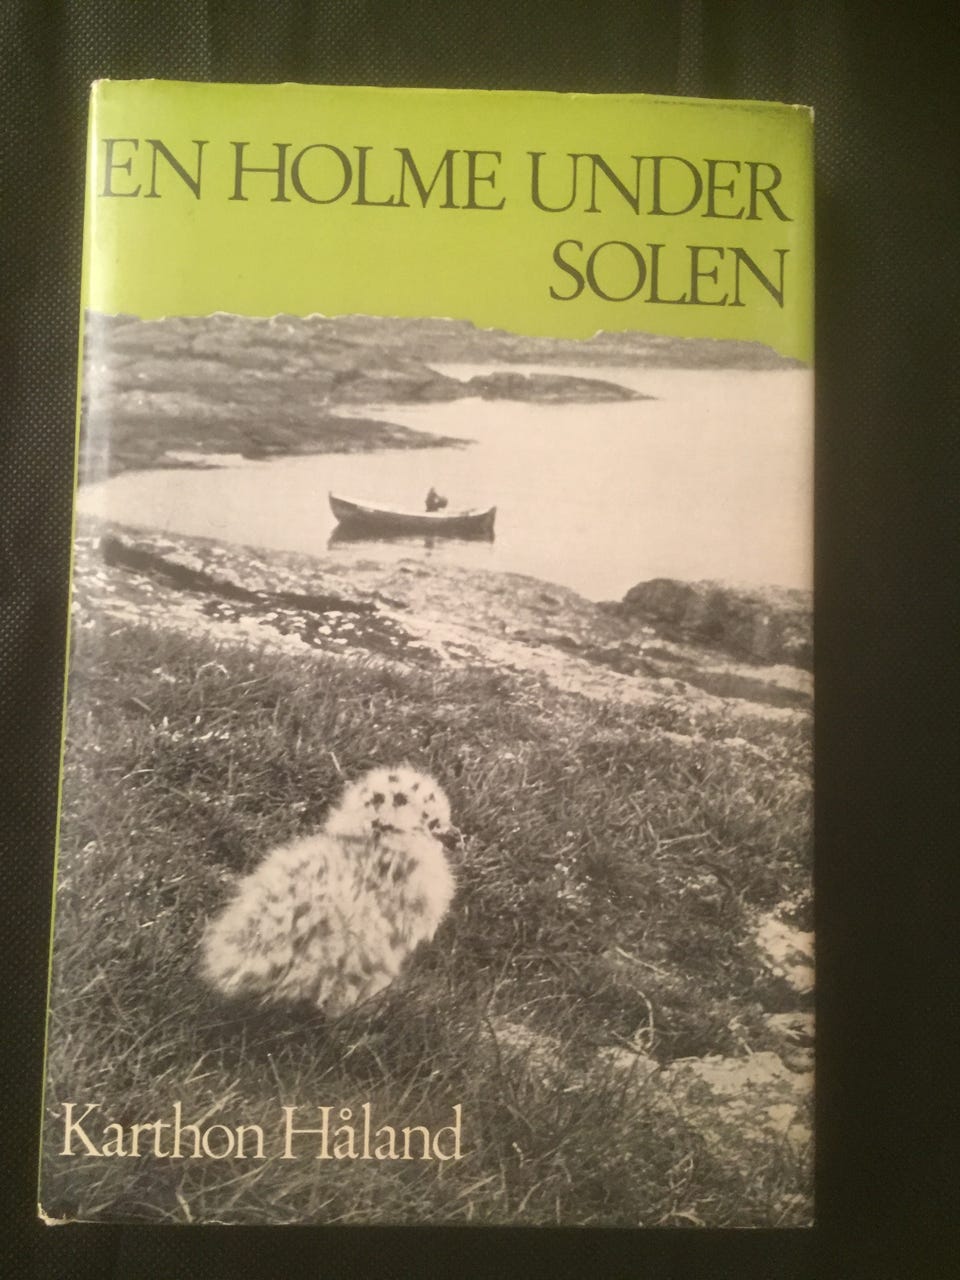 EN HOLME UNDER
SOLEN
Karthon Håland